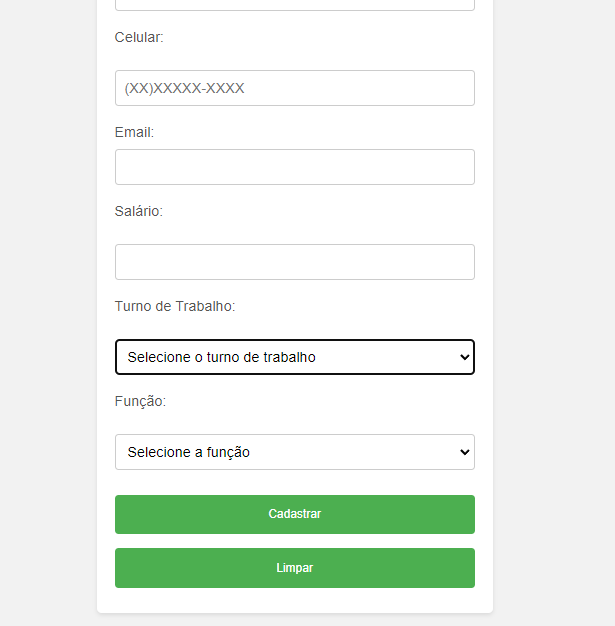 Celular:
(XX)XXXXX-XXXX
Email:
Salário:
Turno de Trabalho:
Selecione o turno de trabalho
Função:
Selecione a função
Cadastrar
Limpar